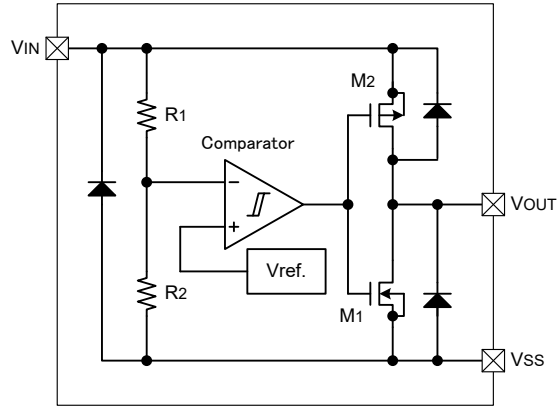 VIN
M2
R1
Comparator
−
+
VOUT
Vref.
R2
M1
VSS